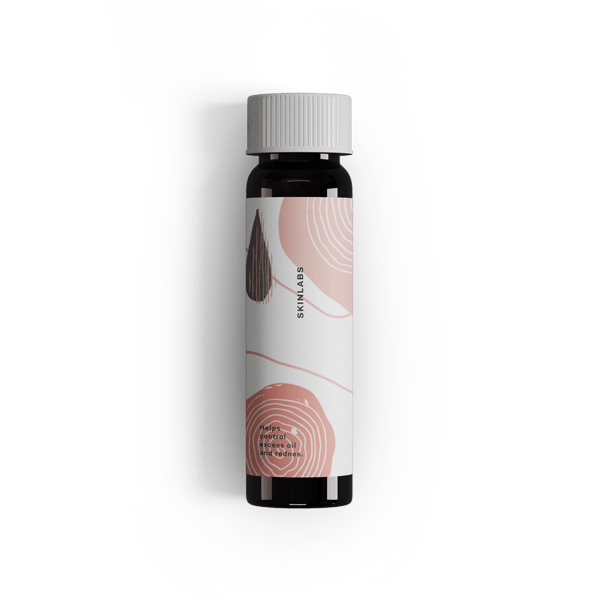 SKINLABS
Helps
control
excess oil
and rednes.